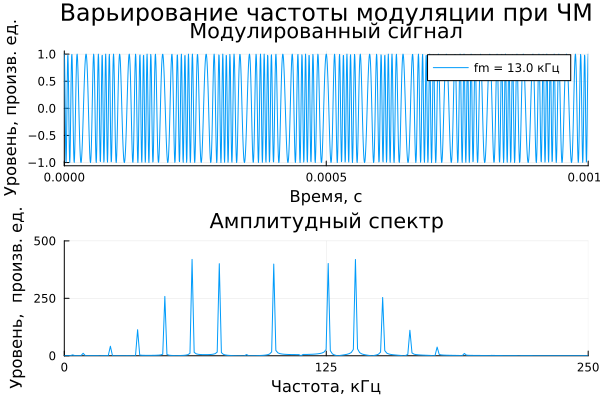 Варьирование частоты модуляции при ЧМ
Модулированный сигнал
Уровень, произв. ед.
1.0
0.5
0.0
−0.5
−1.0
fm = 13.0 кГц
0.0000
0.0005
0.001
Время, с
Амплитудный спектр
Уровень, произв. ед.
500
250
0
0
125
250
Частота, кГц